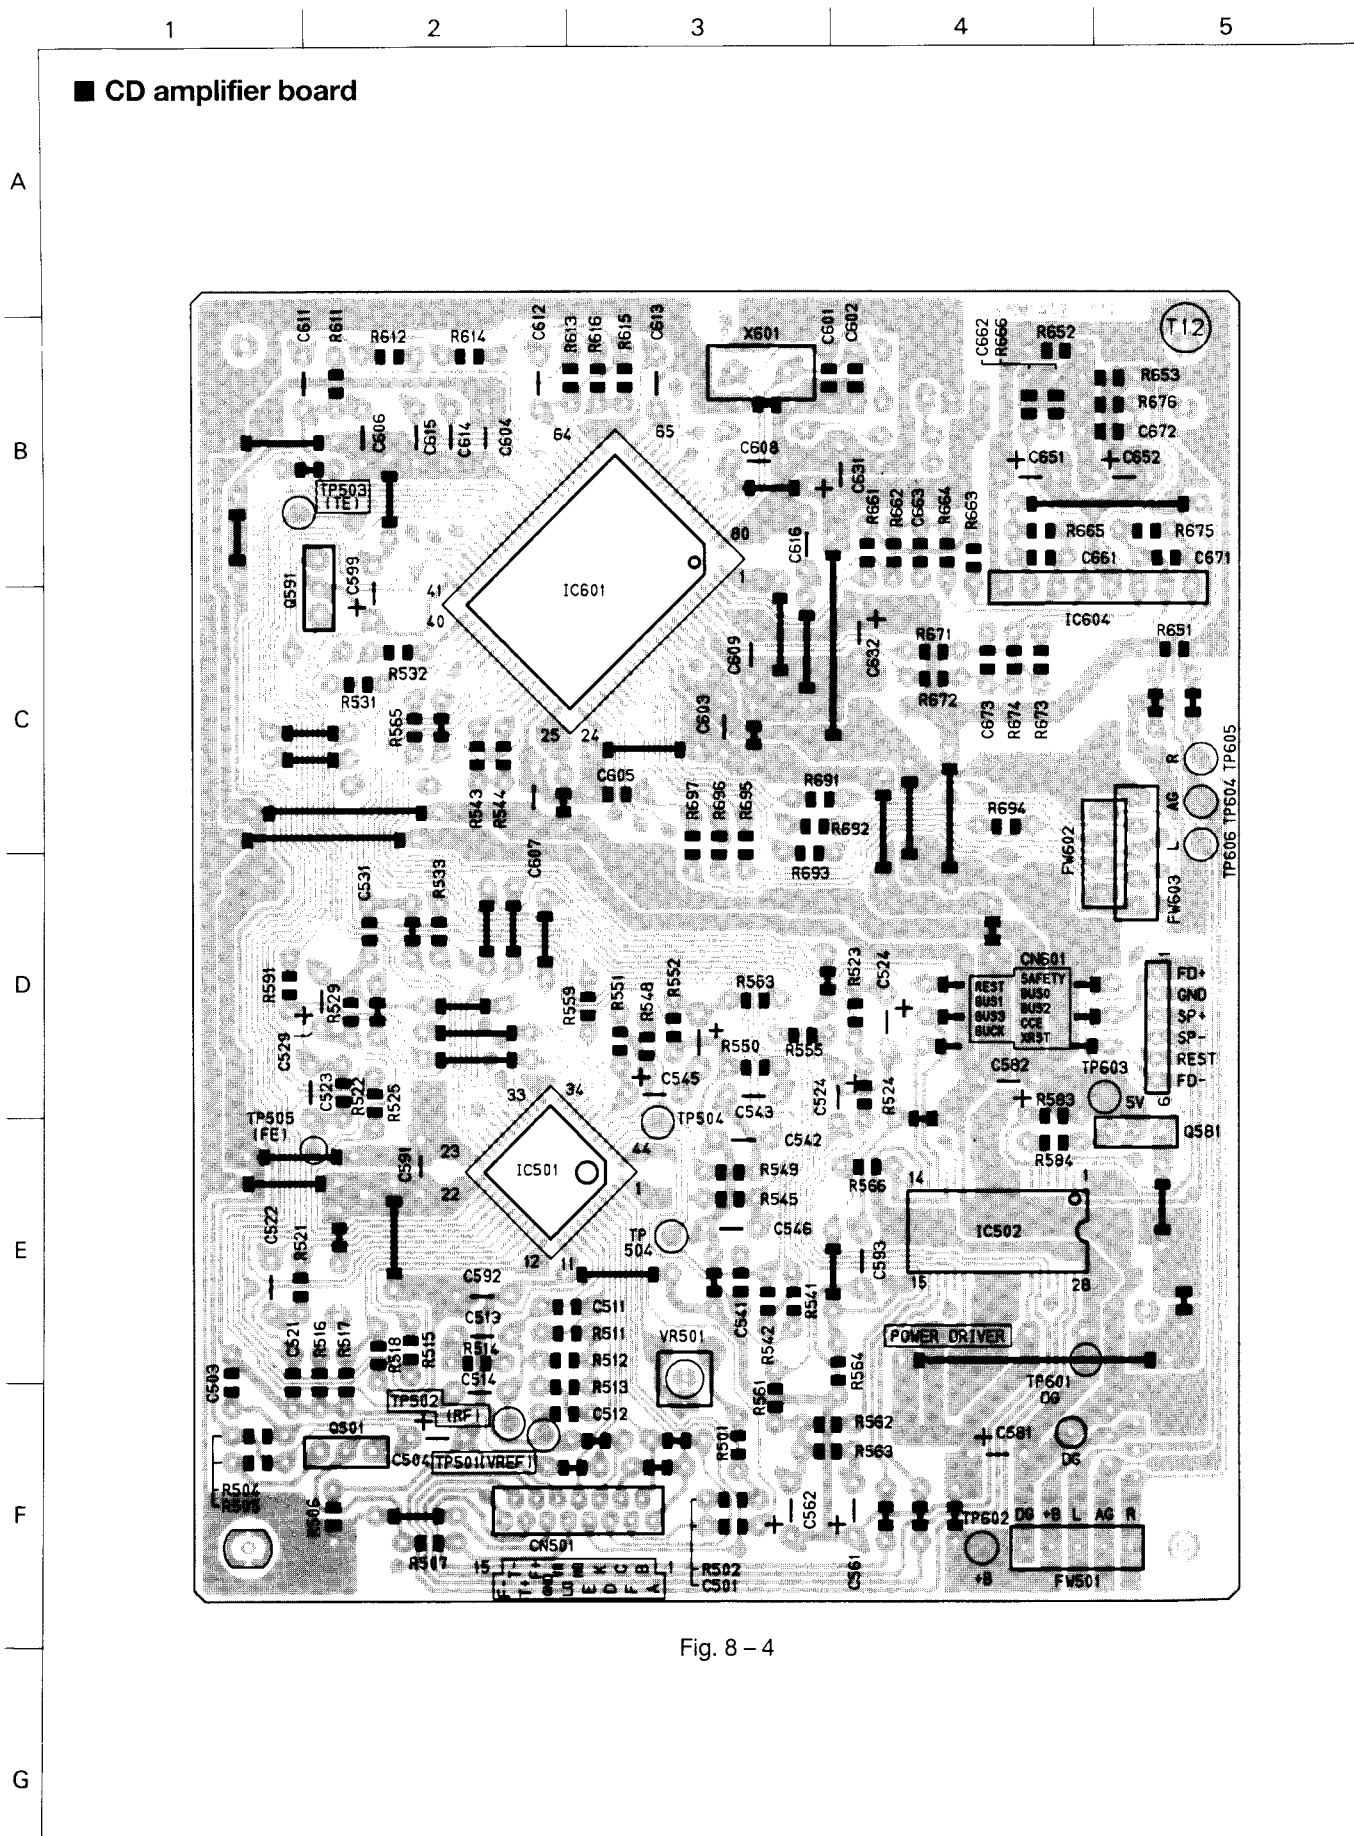 1 2 3 4 5
■ CD amplifier board
A
B
C
D
E
F
G
T12
C611 R611 R612 R614 C612 R613 R616 R615 C613 X601 C601 C602 C662 R666 R652
R653
R676
C672
C606 C615 C614 C604 64 65 C608 C631 + C651 + C652
TP503
(TE)
R661 R662 C663 R664 R663
R665 R675
C661 C671
80
C616
1
Q591 C599 +
41
40
IC601
IC604
C609 + C632 R671
R672
R651
R532
R531
R565
C673 R674 R673
C603
25 24
C605
R543 R544
C607
R697 R696 R695
R691
R692
R693
R694
FW602
FW603
R TP605
AG TP604
L TP606
C531 R533
R591 R529 + C529
R559 R551 R548 R552
R553
R550
R555
R523 C524 +
CN601
REST
BUS1
BUS3
BUCK
SAFETY
BUS0
BUS2
CCE
XRST
1
FD+
GND
SP+
SP-
REST
FD-
6
C523 R522 R525
33 34
+ C545
C543
C524 + R524
C582 +
TP603
R583
5V
Q581
R584
TP505
(FE)
TP504
C542
23
22
C591
IC501
44
1
R549
R545
R566
14 1
IC502
15 28
C522 R521
TP
504
C546
C593
12 11
C592
C513
R514
C514
C511
R511
R512
R513
C512
C541 R542 R541
VR501
POWER DRIVER
R564
TP601
OG
C503 C521 R516 R517 R518 R515
TP502
(RF)
R561
R562
R563
R501
+ C581
DG
Q501
+ C504
TP501(VREF)
R504
R506
R507
CN501
15 1
R502
C501
+ C562
+ C561
TP602
DG +B L AG R
+B
FW501
F- T- F+ K C B
T+ GND LD E D F A
Fig. 8 – 4